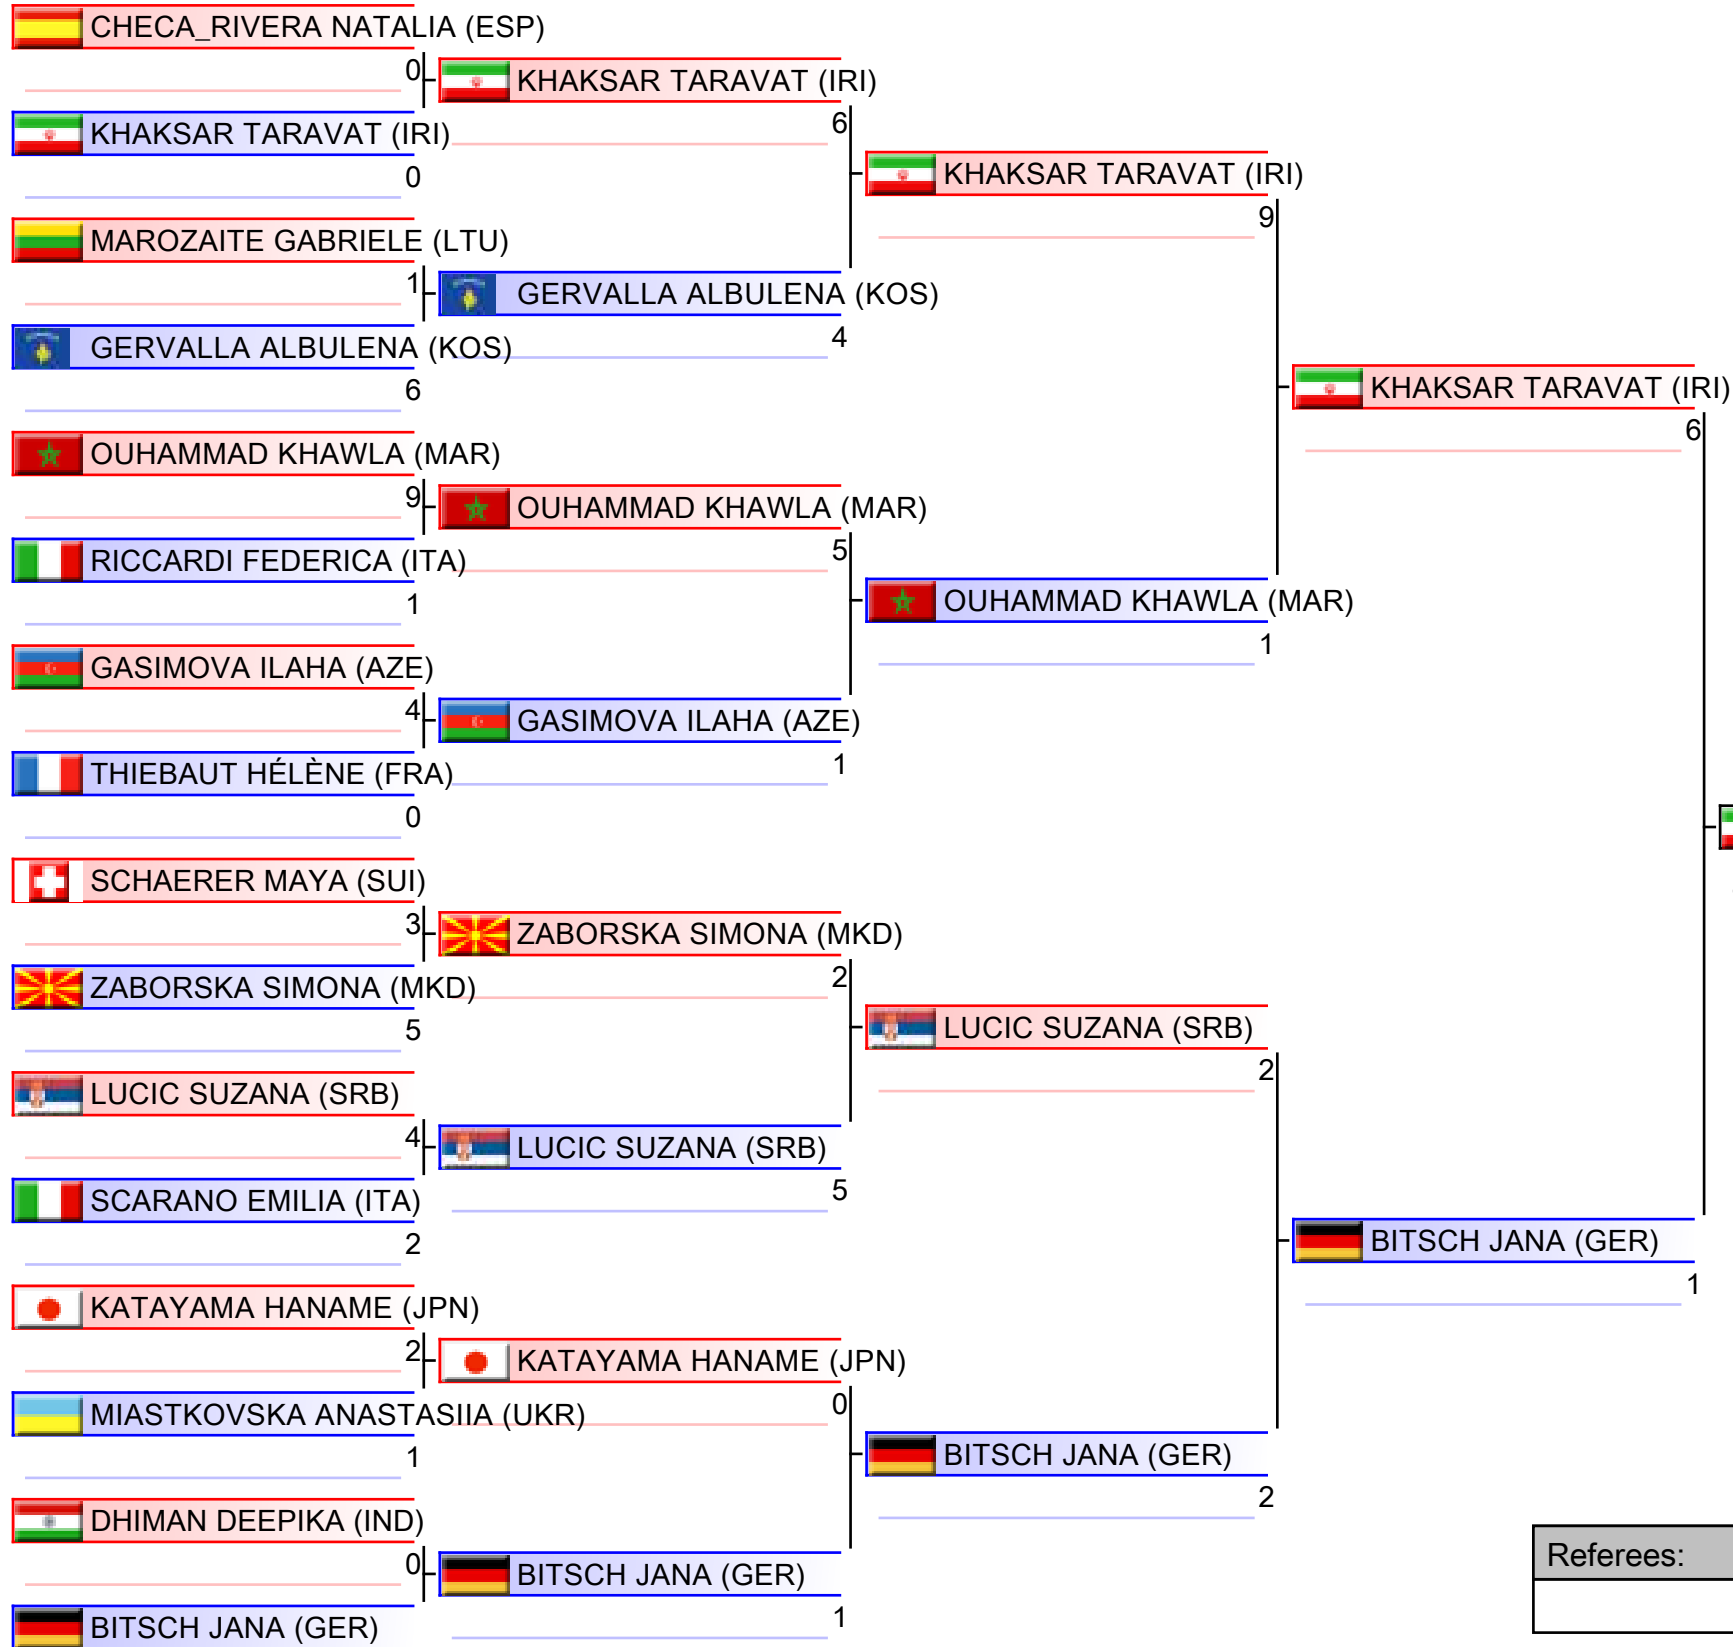 CHECA_RIVERA NATALIA (ESP)
0
KHAKSAR TARAVAT (IRI)
0
MAROZAITE GABRIELE (LTU)
1
GERVALLA ALBULENA (KOS)
6
OUHAMMAD KHAWLA (MAR)
9
RICCARDI FEDERICA (ITA)
1
GASIMOVA ILAHA (AZE)
4
THIEBAUT HÉLÈNE (FRA)
0
SCHAERER MAYA (SUI)
3
ZABORSKA SIMONA (MKD)
5
LUCIC SUZANA (SRB)
4
SCARANO EMILIA (ITA)
2
KATAYAMA HANAME (JPN)
2
MIASTKOVSKA ANASTASIIA (UKR)
1
DHIMAN DEEPIKA (IND)
0
BITSCH JANA (GER)
KHAKSAR TARAVAT (IRI)
6
GERVALLA ALBULENA (KOS)
4
OUHAMMAD KHAWLA (MAR)
5
GASIMOVA ILAHA (AZE)
1
ZABORSKA SIMONA (MKD)
2
LUCIC SUZANA (SRB)
5
KATAYAMA HANAME (JPN)
0
BITSCH JANA (GER)
1
KHAKSAR TARAVAT (IRI)
9
OUHAMMAD KHAWLA (MAR)
1
LUCIC SUZANA (SRB)
2
BITSCH JANA (GER)
2
KHAKSAR TARAVAT (IRI)
6
BITSCH JANA (GER)
1
Referees: